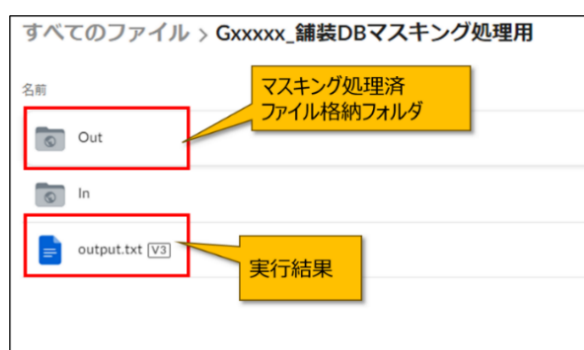 すべてのファイル > Gxxxxx_舗装DBマスキング処理用
名前
マスキング処理済
ファイル格納フォルダ
Out
In
output.txt V3
実行結果